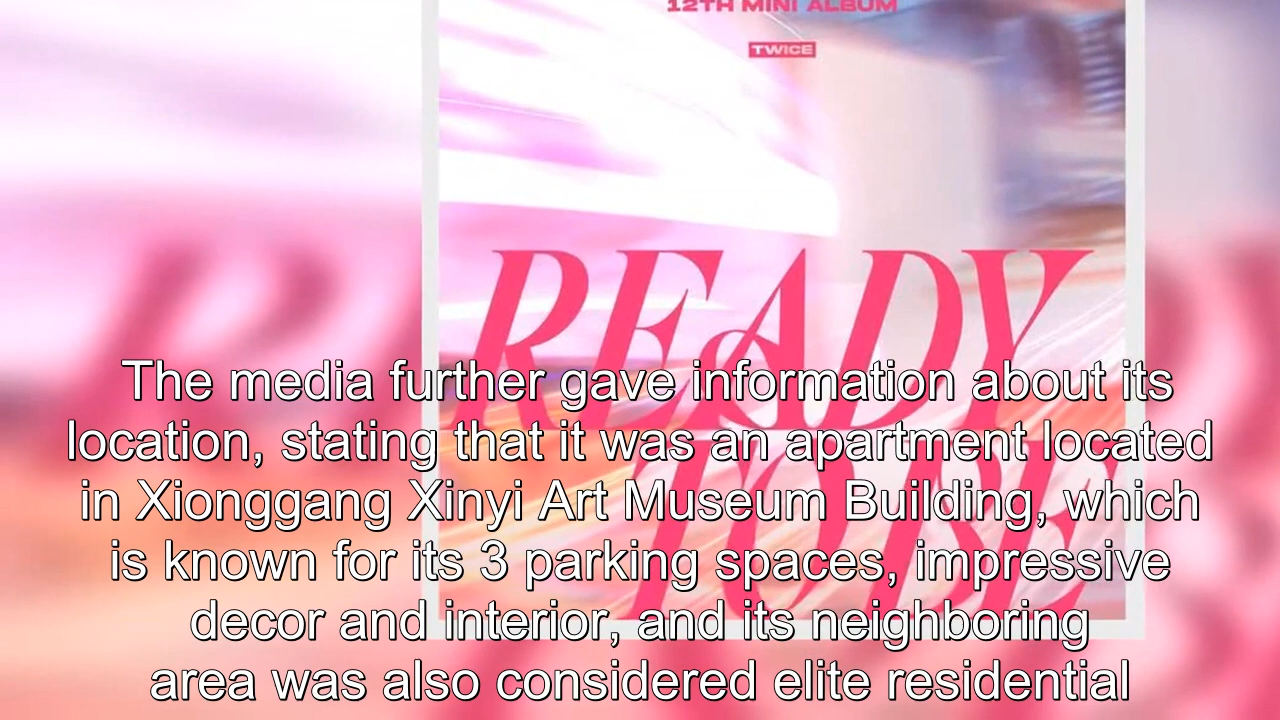 12TH MINI ALBUM
TWICE
READY
TO BE
The media further gave information about its
location, stating that it was an apartment located
in Xionggang Xinyi Art Museum Building, which
is known for its 3 parking spaces, impressive
decor and interior, and its neighboring
area was also considered elite residential